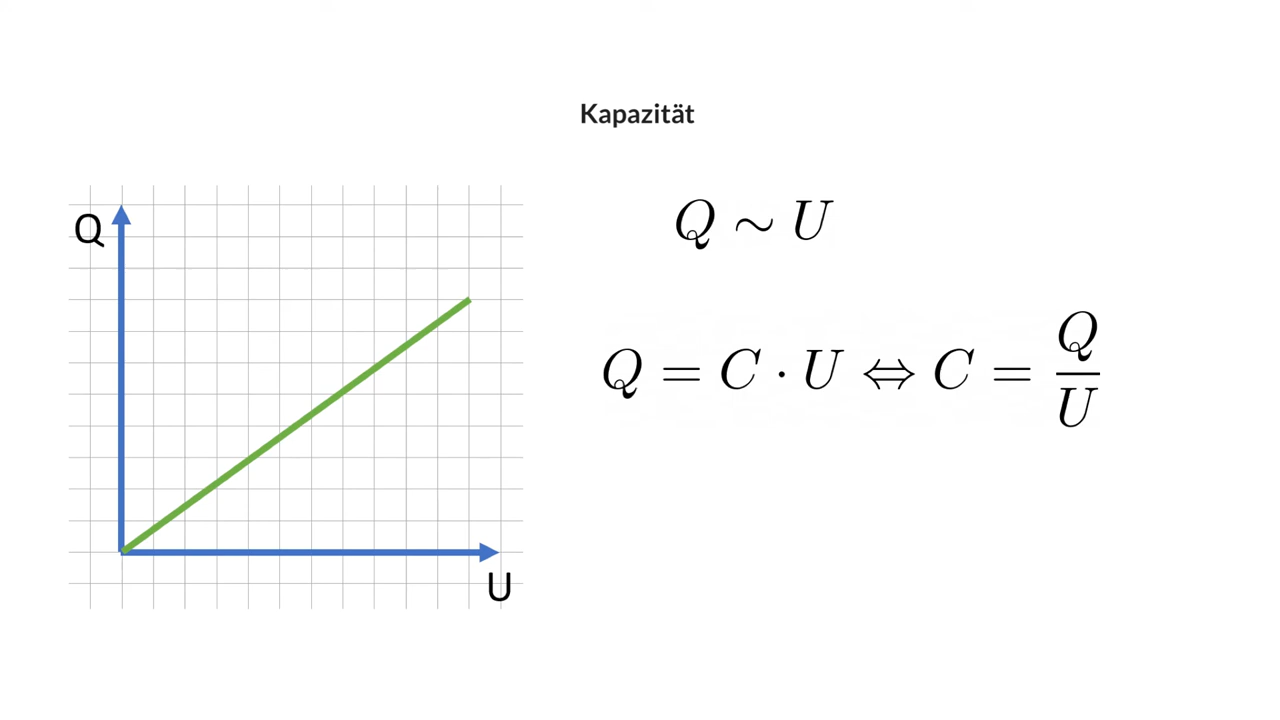 Kapazität
Q
U
Q ∼ U
Q = C · U ⇔ C = Q/U